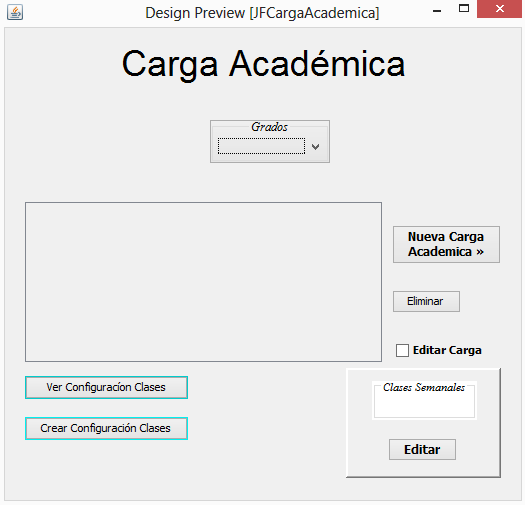 Design Preview [JFCargaAcademica]
Carga Académica
Grados
Nueva Carga
Academica »
Eliminar
Editar Carga
Ver Configuracíon Clases
Clases Semanales
Crear Configuración Clases
Editar